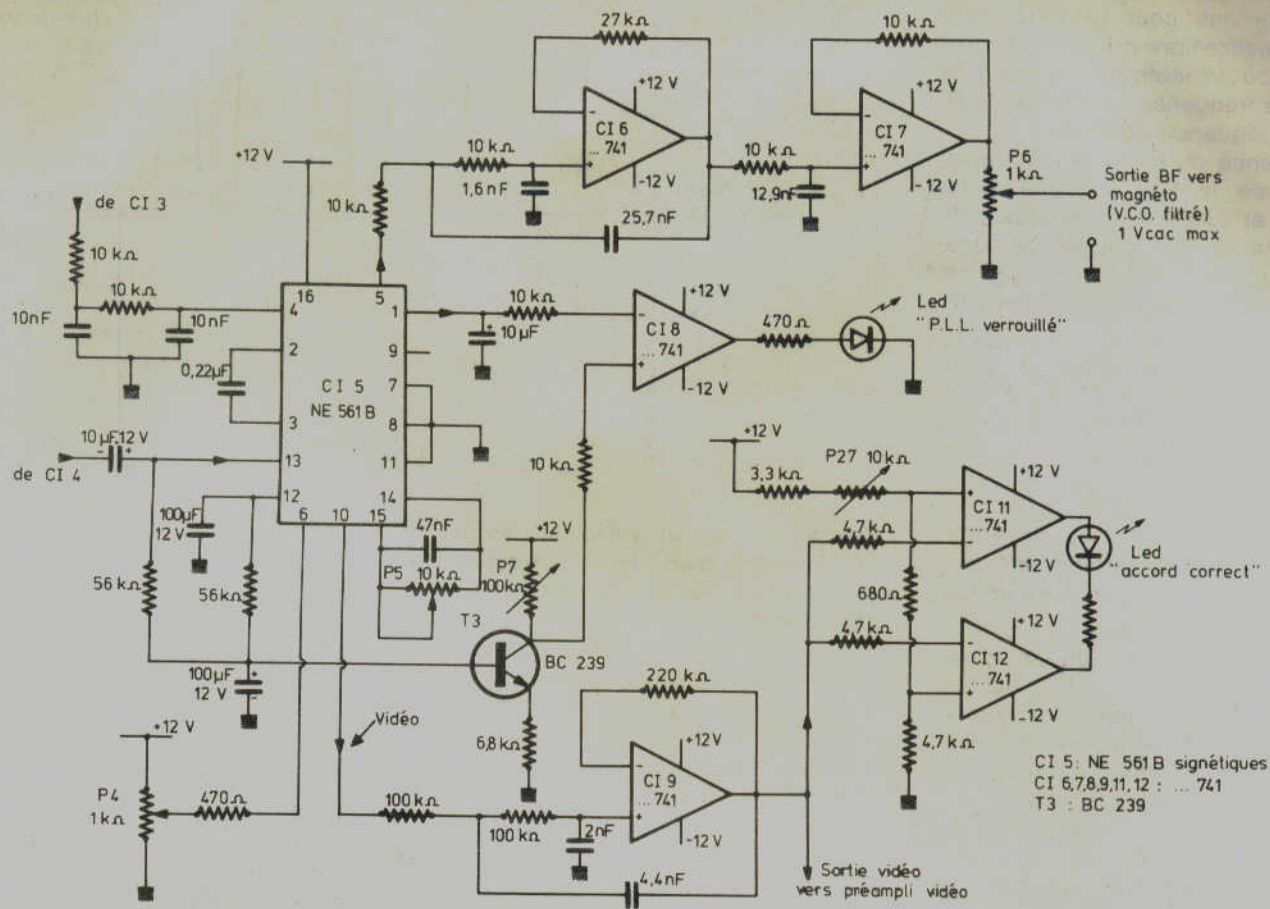 27 kΩ
10 kΩ
+12 V
+12 V
+12 V
-
CI 6
... 741
+
-
CI 7
... 741
+
10 kΩ
1,6 nF
10 kΩ
12,9nF
-12 V
-12 V
P6
1 kΩ
Sortie BF vers
magnéto
(V.C.O. filtré)
1 Vcac max
10 kΩ
25,7 nF
de CI 3
10 kΩ
10 kΩ
10nF
10 nF
0,22µF
16
5
4
1
2
9
7
3
8
13
11
12
14
6
10
15
CI 5
NE 561B
10 kΩ
+
10 µF
+12 V
-
CI 8
... 741
+
-12 V
470Ω
Led
"P.L.L. verrouillé"
10 µF,12 V
-
+
de CI 4
100µF
12 V
56 kΩ
56kΩ
47nF
P5
10 kΩ
+12 V
P7
100kΩ
10 kΩ
T3
BC 239
100µF
12 V
+
-
6,8 kΩ
+12 V
3,3 kΩ
P27 10 kΩ
4,7 kΩ
+12 V
+
CI 11
... 741
-
-12 V
680Ω
Led
"accord correct"
4,7 kΩ
+12 V
-
CI 12
... 741
+
-12 V
4,7 kΩ
+12 V
P4
1 kΩ
470Ω
Vidéo
220 kΩ
+12 V
-
CI 9
... 741
+
-12 V
100 kΩ
100 kΩ
2nF
4,4nF
Sortie vidéo
vers préampli vidéo
CI 5: NE 561B signétiques
CI 6,7,8,9,11,12 : ... 741
T3 : BC 239